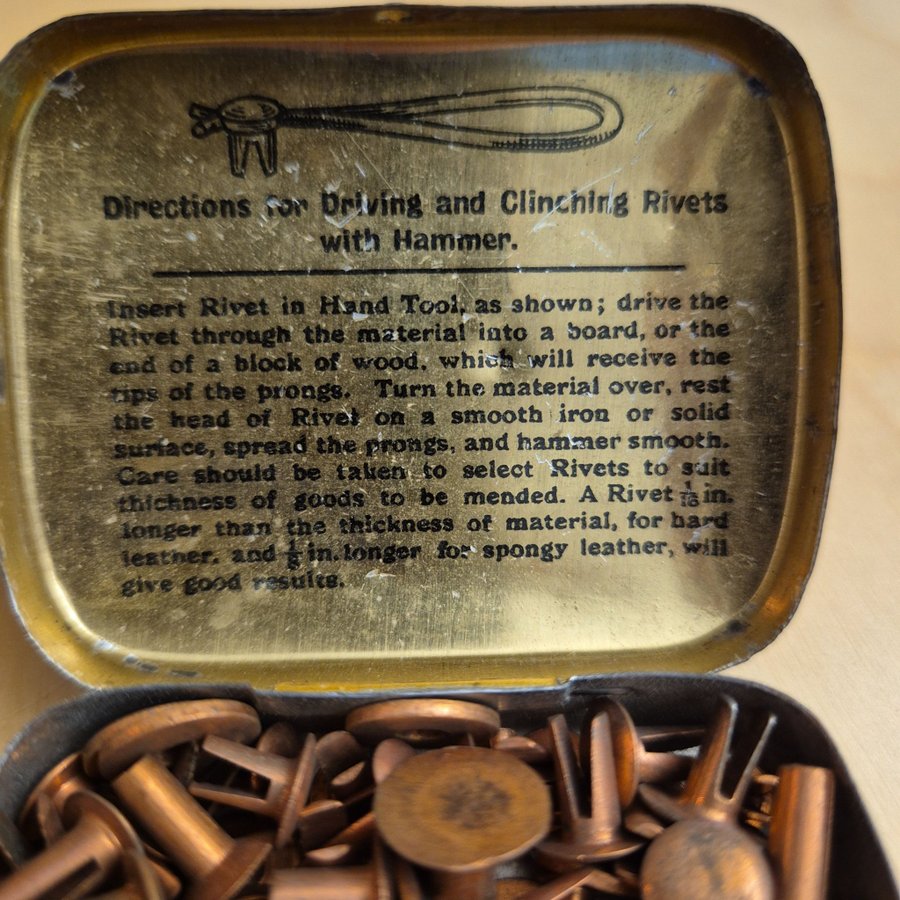 Directions for Driving and Clinching Rivets
with Hammer.
Insert Rivet in Hand Tool, as shown; drive the
Rivet through the material into a board, or the
end of a block of wood, which will receive the
tips of the prongs. Turn the material over, rest
the head of Rivet on a smooth iron or solid
surface, spread the prongs, and hammer smooth.
Care should be taken to select Rivets to suit
thickness of goods to be mended. A Rivet 1/16 in.
longer than the thickness of material, for hard
leather, and 1/8 in. longer for spongy leather, will
give good results.